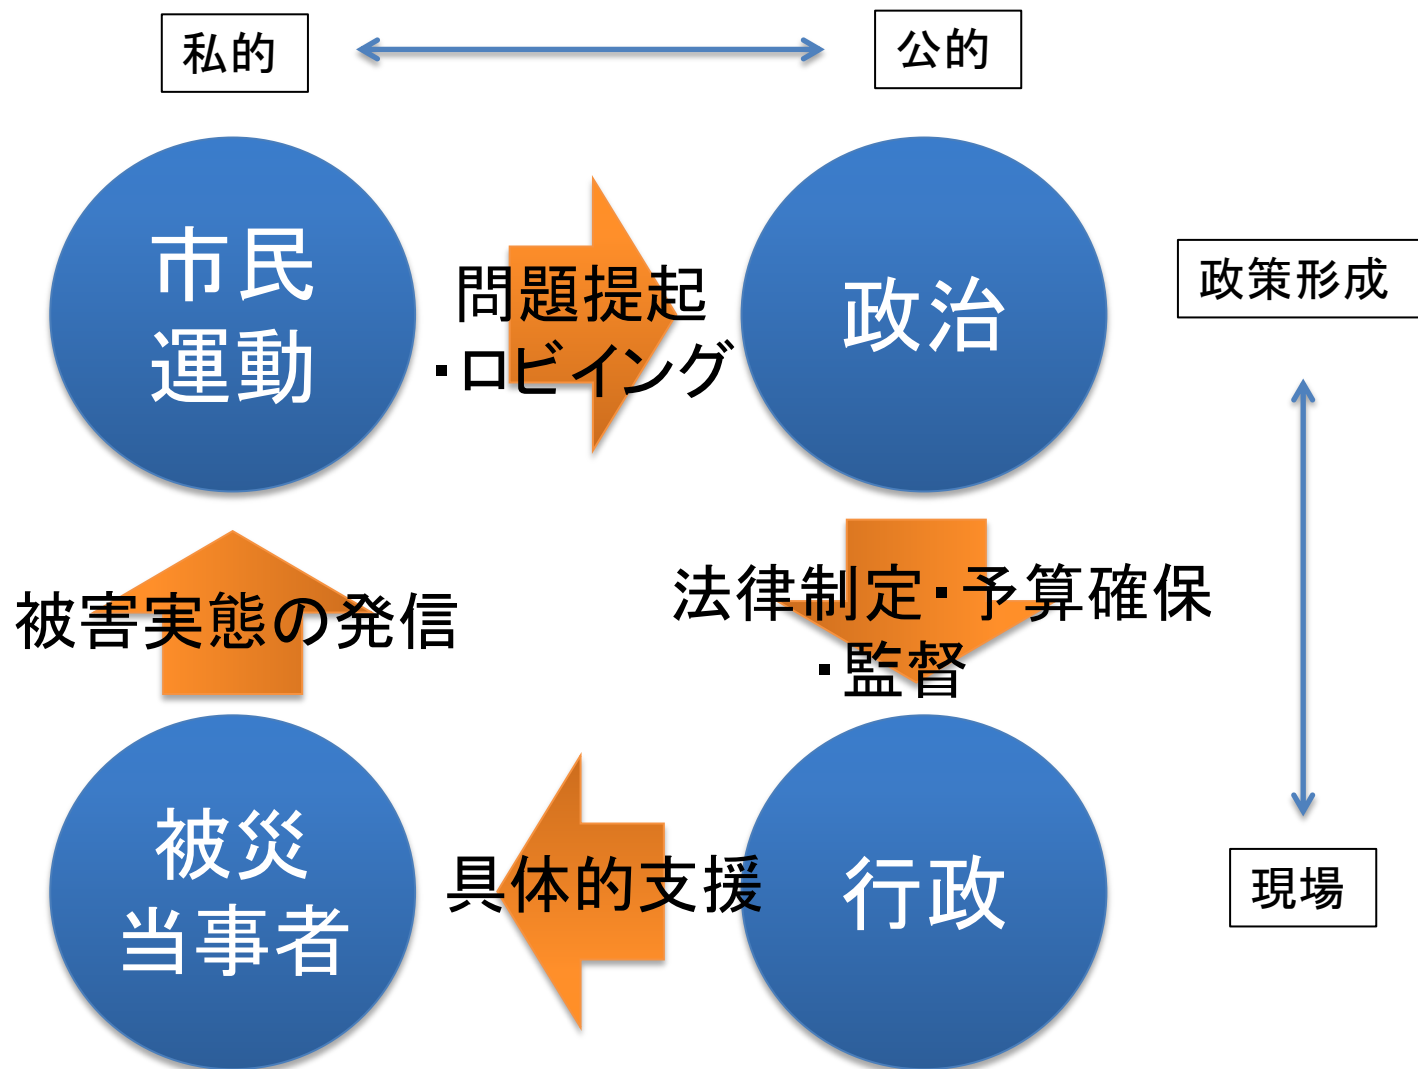 私的
公的
市民
運動
問題提起
・ロビイング
政治
政策形成
被害実態の発信
法律制定・予算確保
・監督
被災
当事者
具体的支援
行政
現場